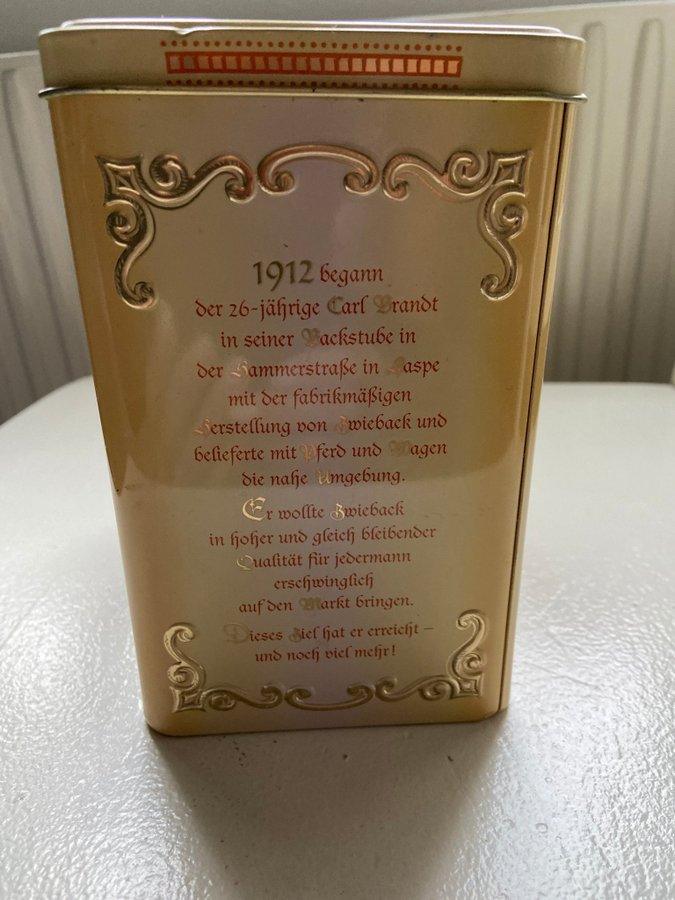 1912 begann
der 26-jährige Carl Brandt
in seiner Backstube in
der Hammerstraße in Haspe
mit der fabrikmäßigen
Herstellung von Zwieback und
belieferte mit Pferd und Wagen
die nahe Umgebung.
Er wollte Zwieback
in hoher und gleich bleibender
Qualität für jedermann
erschwinglich
auf den Markt bringen.
Dieses Ziel hat er erreicht –
und noch viel mehr!